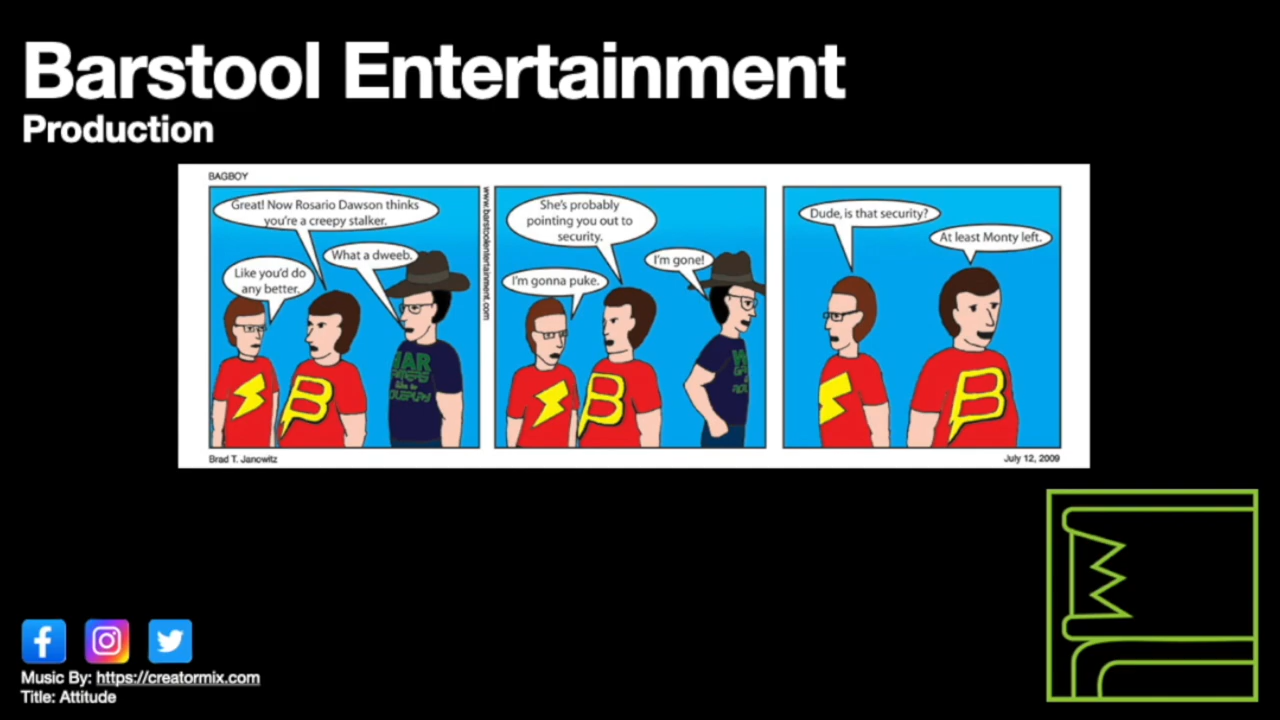 Barstool Entertainment
Production
BAGBOY
Great! Now Rosario Dawson thinks
you're a creepy stalker.
What a dweeb.
Like you'd do
any better.
www.barstoolentertainment.com
She's probably
pointing you out to
security.
I'm gone!
I'm gonna puke.
Dude, is that security?
At least Monty left.
B
B
B
Brad T. Janowitz
July 12, 2009
Music By: https://creatormix.com
Title: Attitude